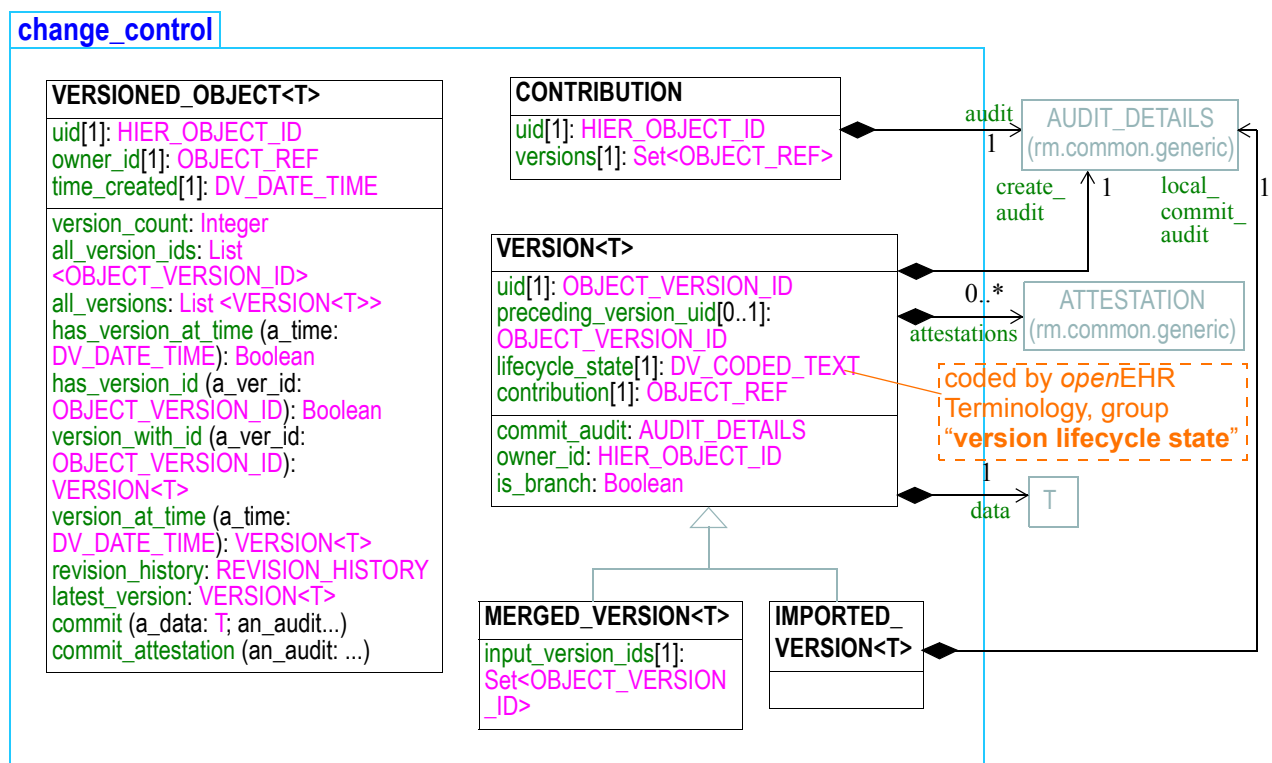 change_control
VERSIONED_OBJECT<T>
uid[1]: HIER_OBJECT_ID
owner_id[1]: OBJECT_REF
time_created[1]: DV_DATE_TIME
version_count: Integer
all_version_ids: List
<OBJECT_VERSION_ID>
all_versions: List <VERSION<T>>
has_version_at_time (a_time:
DV_DATE_TIME): Boolean
has_version_id (a_ver_id:
OBJECT_VERSION_ID): Boolean
version_with_id (a_ver_id:
OBJECT_VERSION_ID):
VERSION<T>
version_at_time (a_time:
DV_DATE_TIME): VERSION<T>
revision_history: REVISION_HISTORY
latest_version: VERSION<T>
commit (a_data: T; an_audit...)
commit_attestation (an_audit: ...)
CONTRIBUTION
uid[1]: HIER_OBJECT_ID
versions[1]: Set<OBJECT_REF>
audit
1
AUDIT_DETAILS
(rm.common.generic)
create_
audit
1
local_
commit_
audit
1
VERSION<T>
uid[1]: OBJECT_VERSION_ID
preceding_version_uid[0..1]:
OBJECT_VERSION_ID
lifecycle_state[1]: DV_CODED_TEXT
contribution[1]: OBJECT_REF
commit_audit: AUDIT_DETAILS
owner_id: HIER_OBJECT_ID
is_branch: Boolean
0..*
attestations
ATTESTATION
(rm.common.generic)
coded by openEHR
Terminology, group
“version lifecycle state”
1
data
T
MERGED_VERSION<T>
input_version_ids[1]:
Set<OBJECT_VERSION
_ID>
IMPORTED_
VERSION<T>